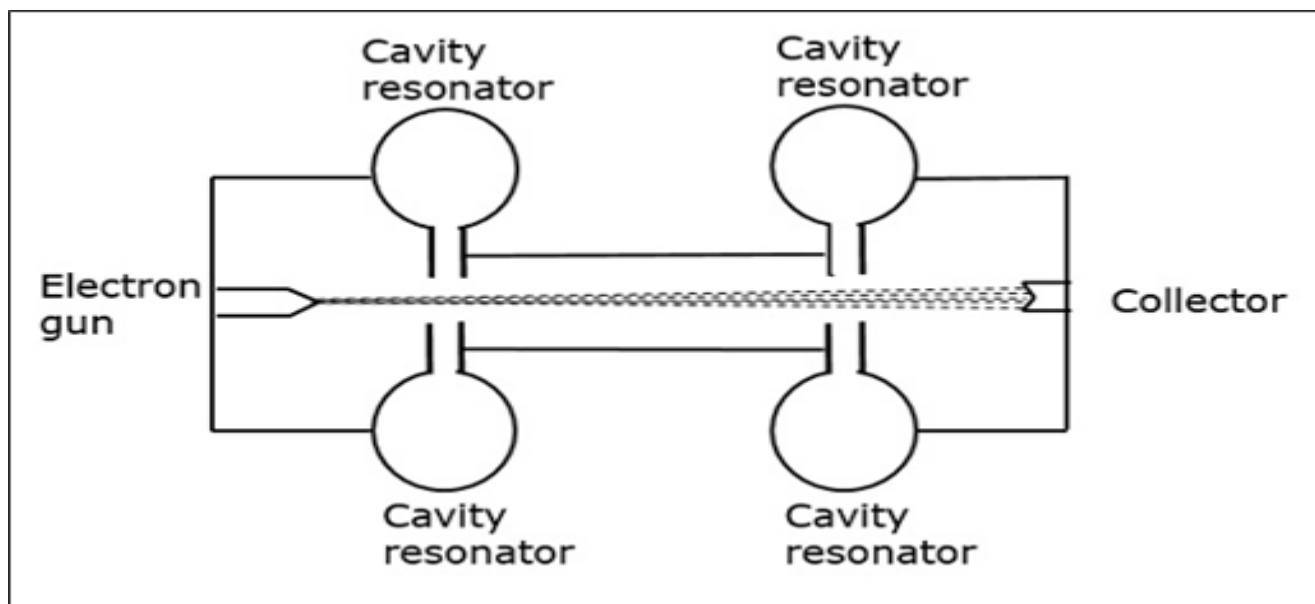 Cavity
resonator
Cavity
resonator
Electron
gun
Collector
Cavity
resonator
Cavity
resonator